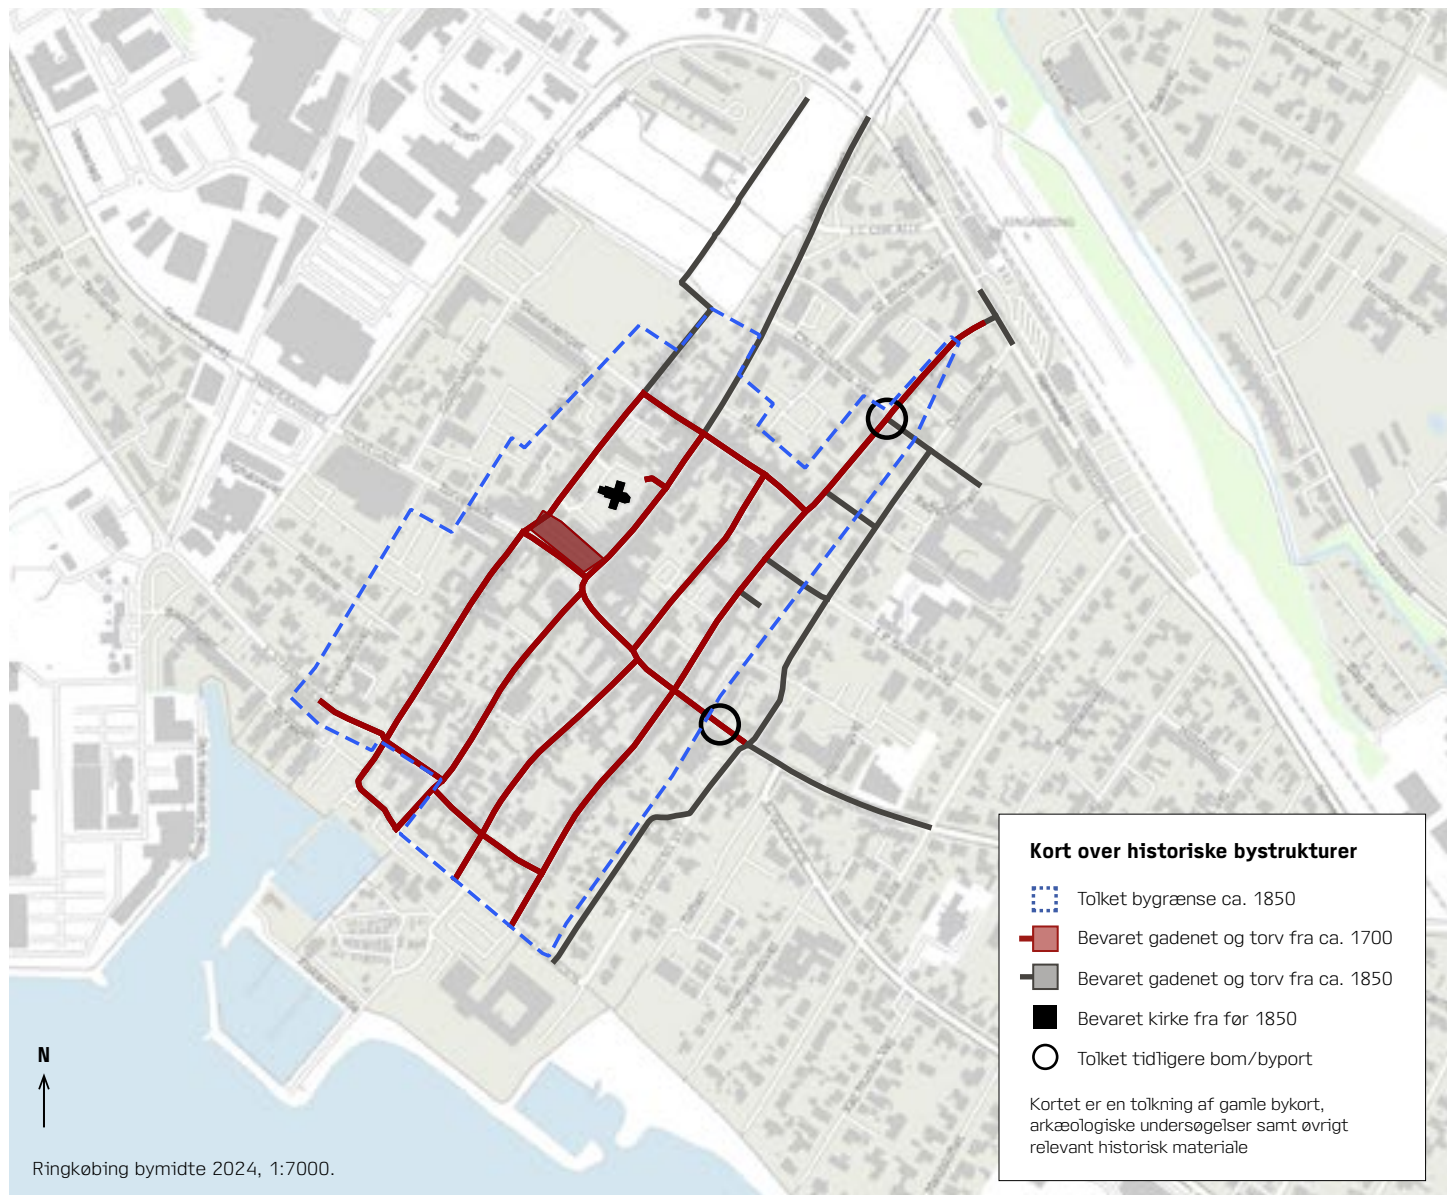 Kort over historiske bystrukturer
Tolket bygrænse ca. 1850
Bevaret gadenet og torv fra ca. 1700
Bevaret gadenet og torv fra ca. 1850
Bevaret kirke fra før 1850
Tolket tidligere bom/byport
Kortet er en tolkning af gamle bykort,
arkæologiske undersøgelser samt øvrigt
relevant historisk materiale
N
Ringkøbing bymidte 2024, 1:7000.